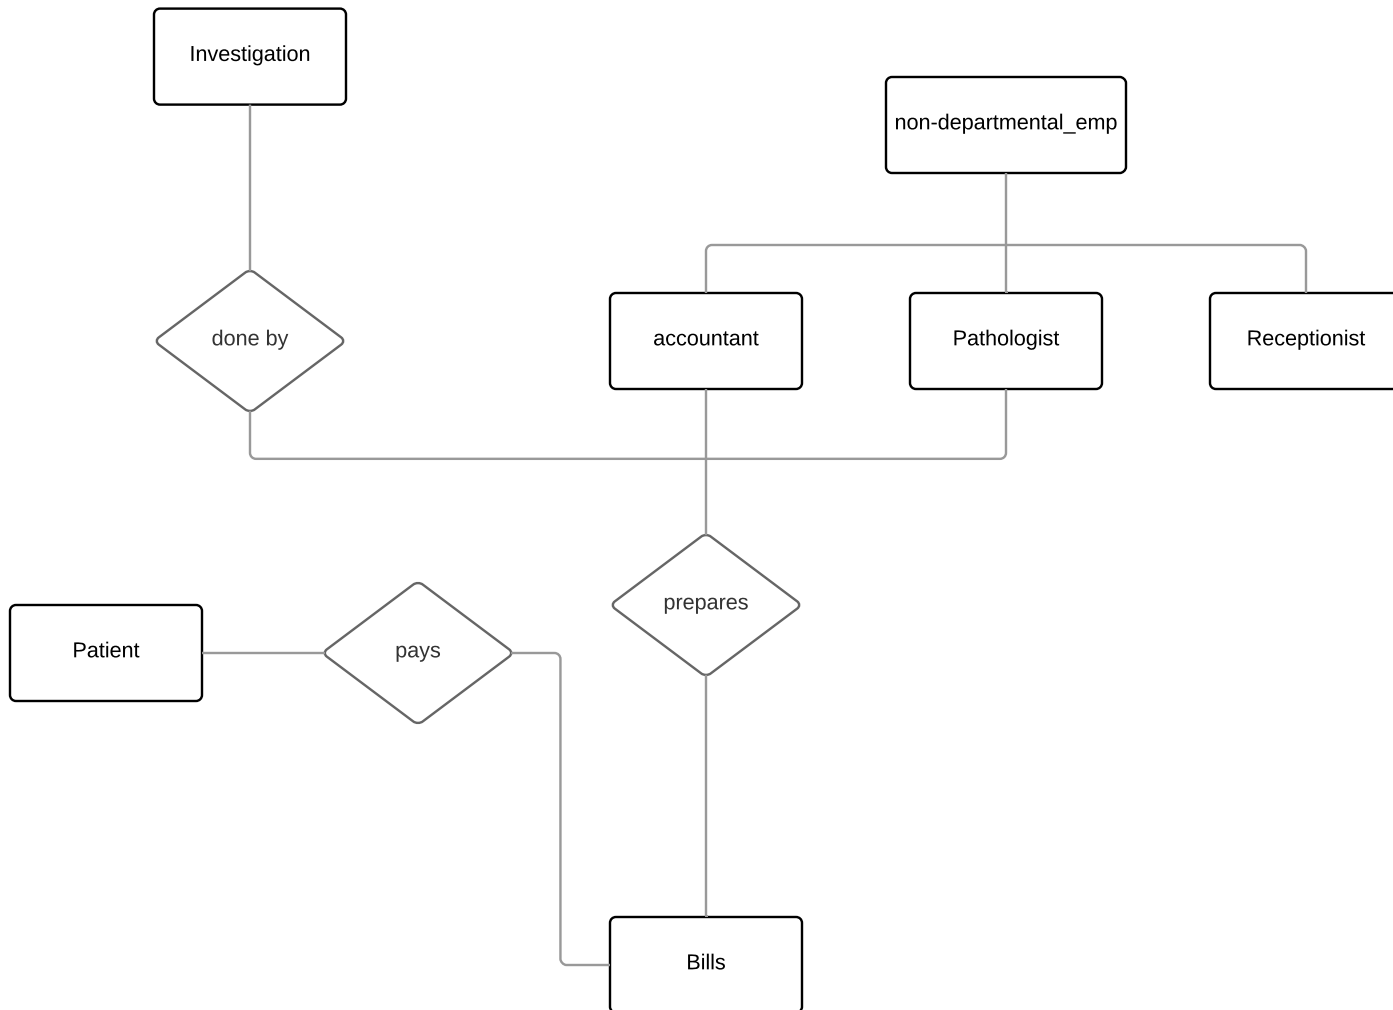 Investigation
non-departmental_emp
done by
accountant
Pathologist
Receptionist
prepares
Patient
pays
Bills